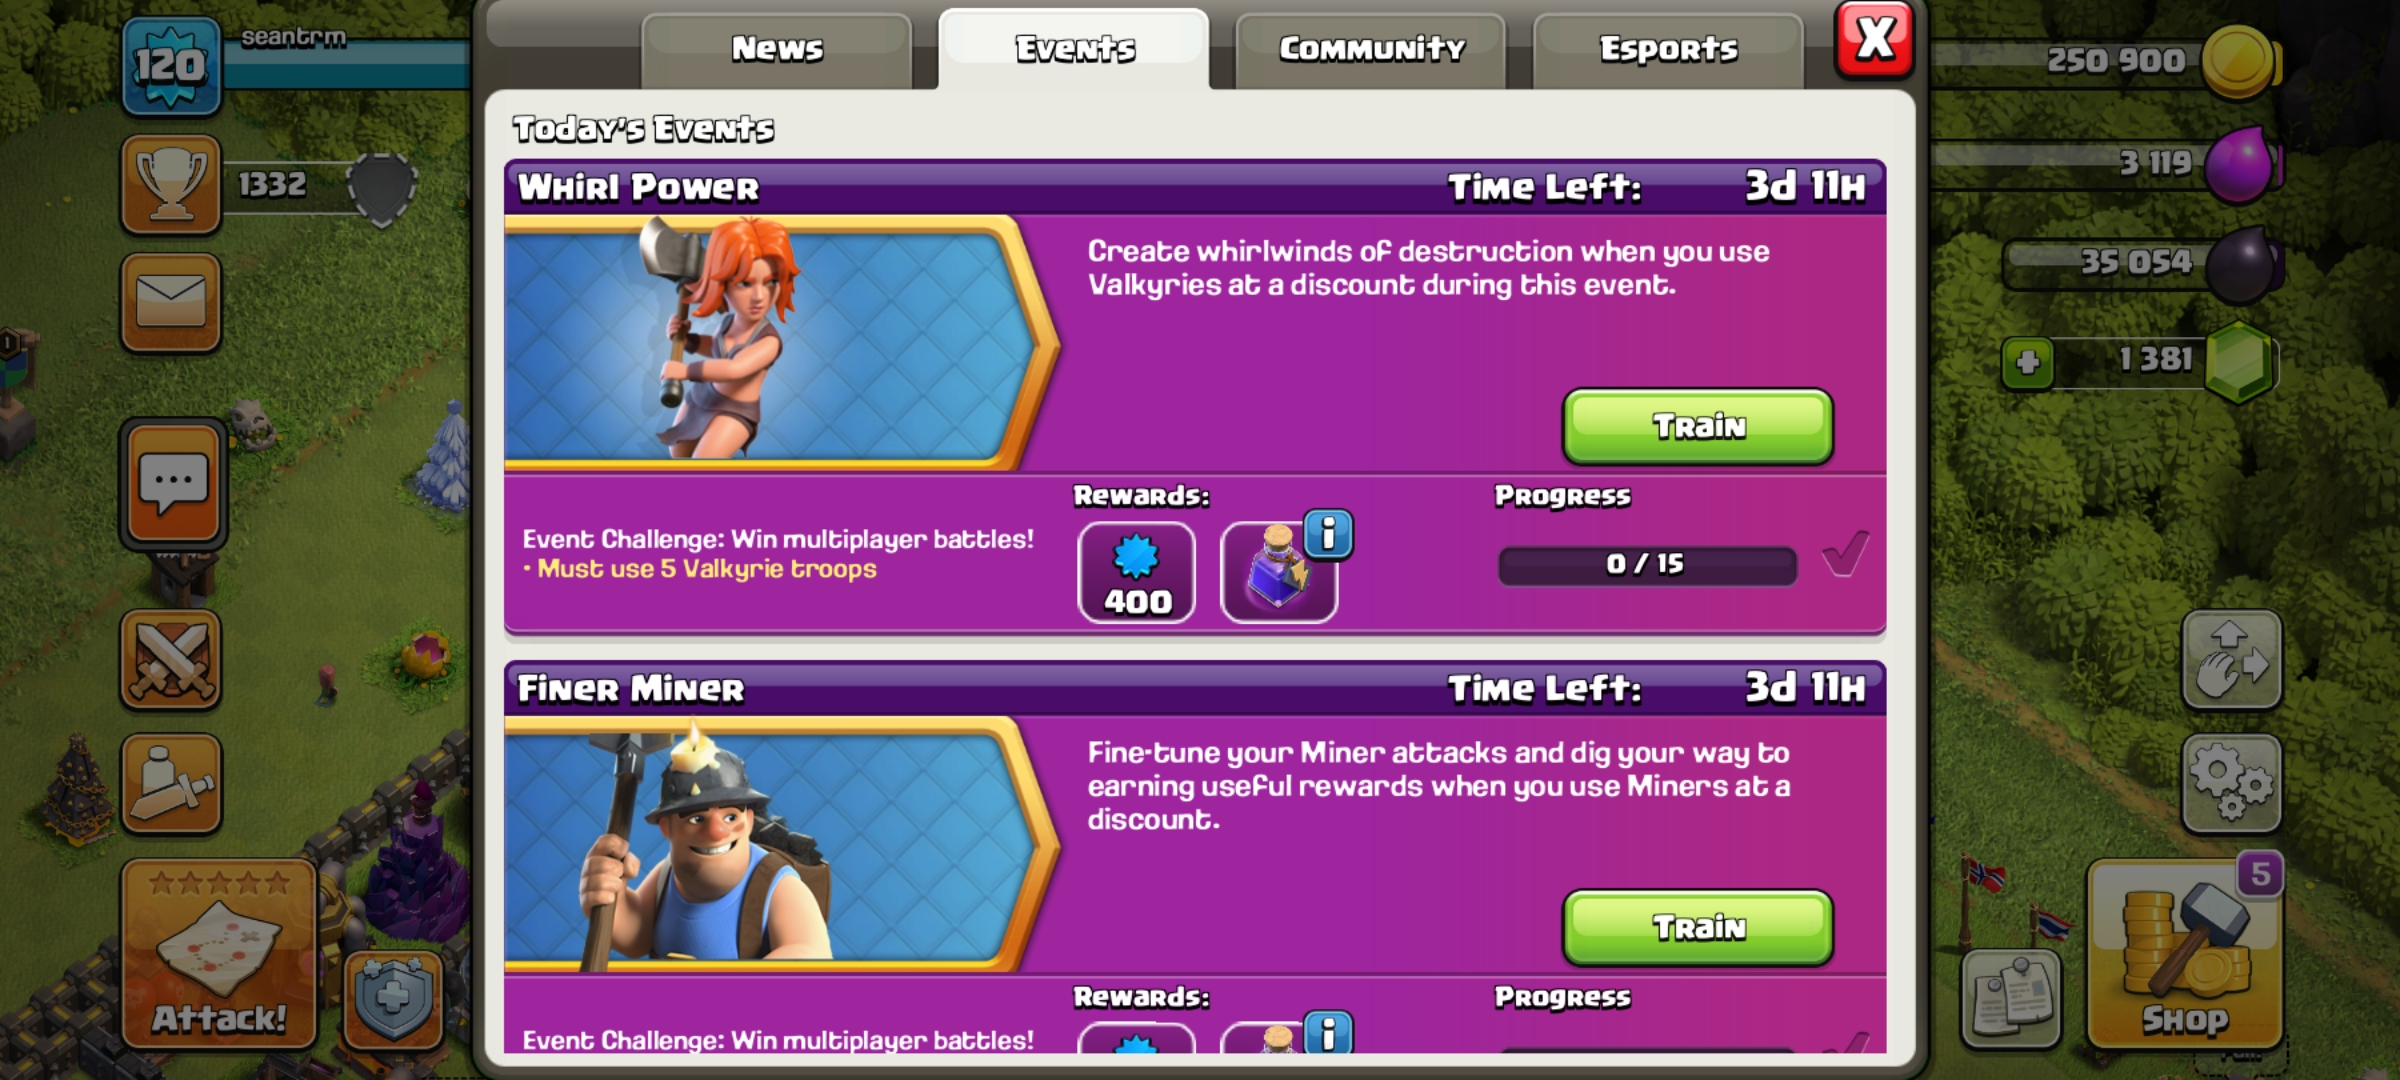 120
seantrm
1332
News
Events
Community
Esports
X
250 900
3 119
35 054
1 381
Today's Events
Whirl Power
Time Left: 3d 11h
Create whirlwinds of destruction when you use
Valkyries at a discount during this event.
Train
Rewards:
Progress
Event Challenge: Win multiplayer battles!
• Must use 5 Valkyrie troops
400
i
0 / 15
Finer Miner
Time Left: 3d 11h
Fine-tune your Miner attacks and dig your way to
earning useful rewards when you use Miners at a
discount.
Train
Rewards:
Progress
Event Challenge: Win multiplayer battles!
i
Attack!
5
Shop
1